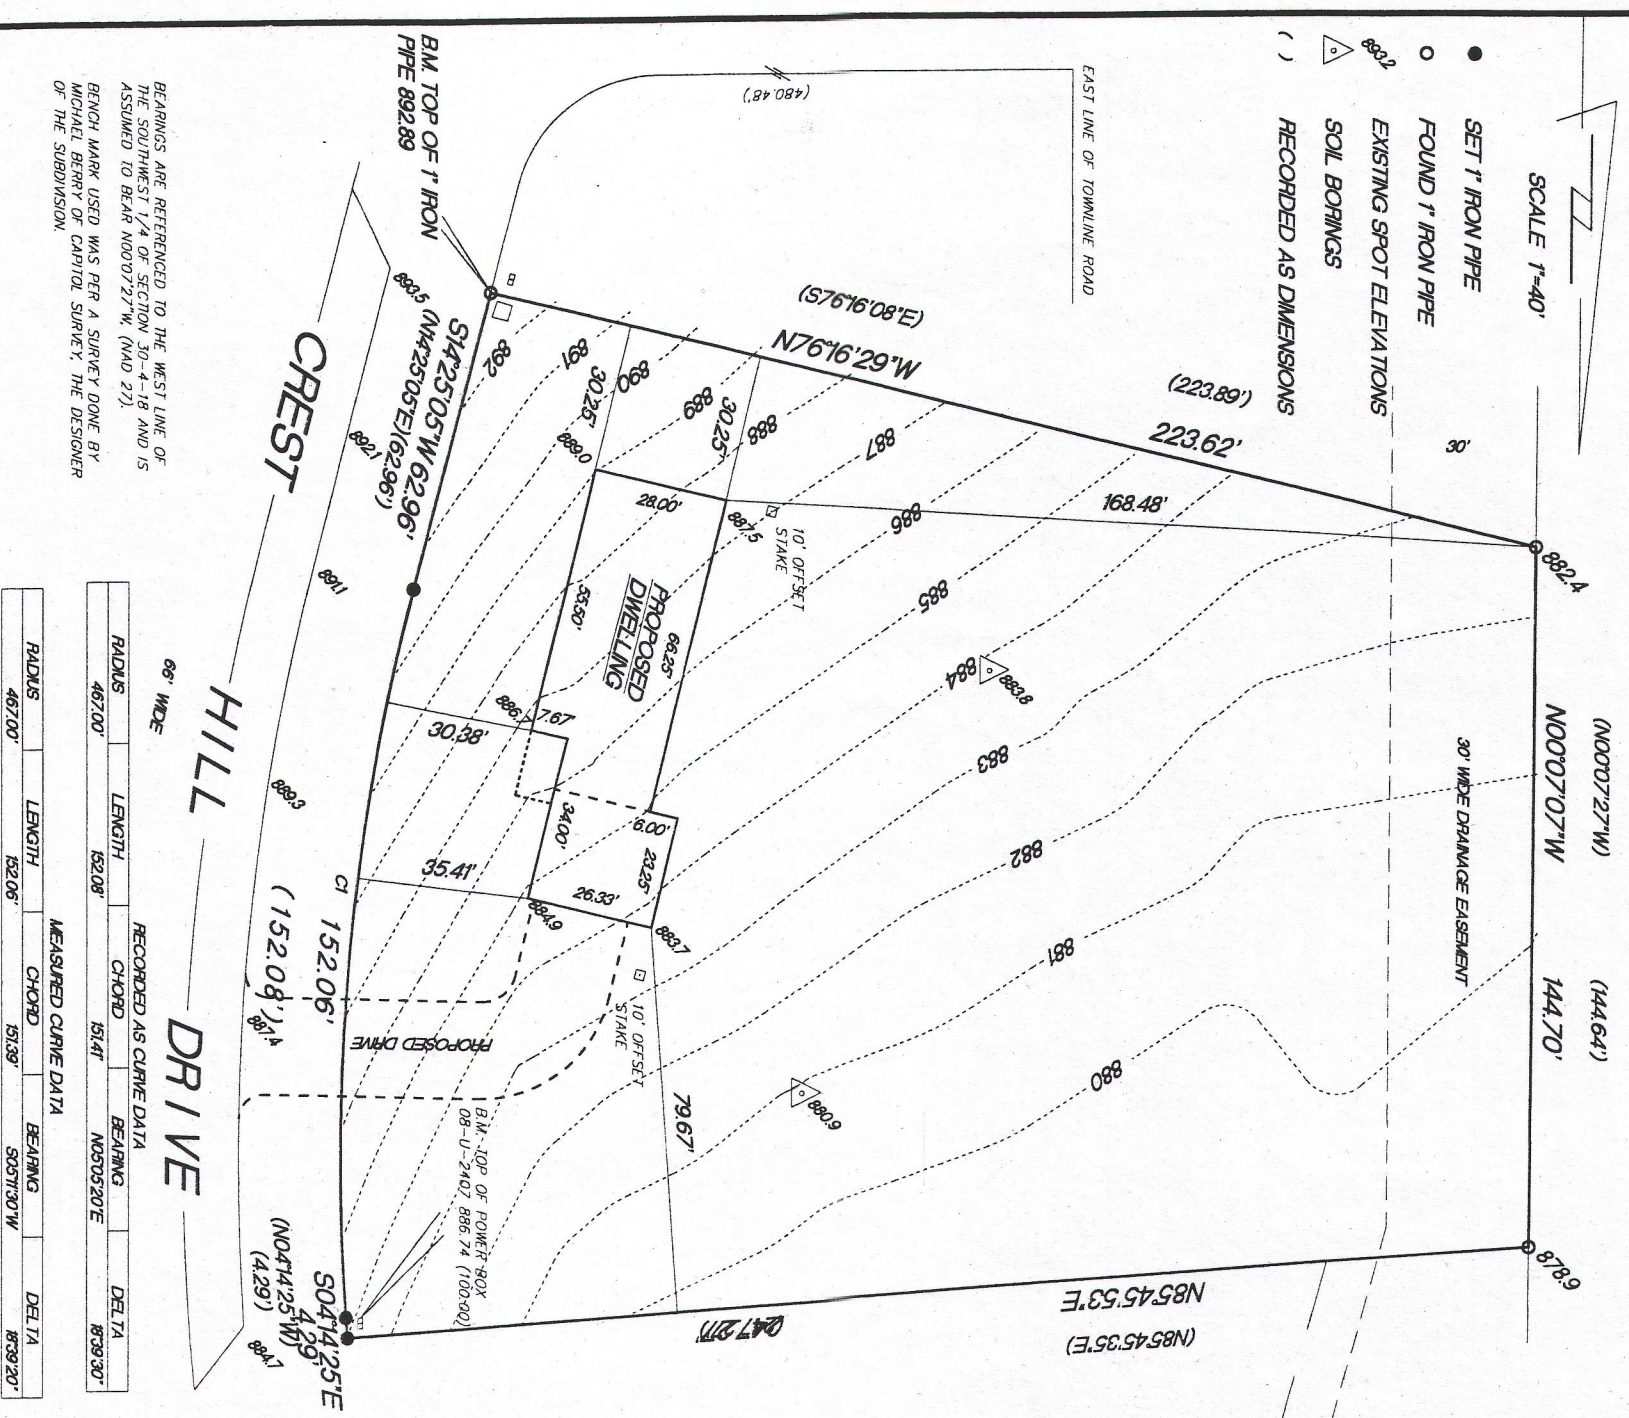 SCALE 1"=40'
SET 1" IRON PIPE
FOUND 1" IRON PIPE
893.2
EXISTING SPOT ELEVATIONS
SOIL BORINGS
( )
RECORDED AS DIMENSIONS
EAST LINE OF TOWNLINE ROAD
(480.48')
B.M. TOP OF 1" IRON
PIPE 892.89
BEARINGS ARE REFERENCED TO THE WEST LINE OF
THE SOUTHWEST 1/4 OF SECTION 30-4-18 AND IS
ASSUMED TO BEAR N00°07'27"W, (NAD 27).
BENCH MARK USED WAS PER A SURVEY DONE BY
MICHAEL BERRY OF CAPITOL SURVEY, THE DESIGNER
OF THE SUBDIVISION.
(S76°16'08"E)
N76°16'29"W
(223.89')
223.62'
30'
882.4
(N00°07'27"W)
N00°07'07"W
(144.64')
144.70'
30' WIDE DRAINAGE EASEMENT
878.9
N85°45'53"E
(N85°45'35"E)
S14°25'05"W 62.96'
(N14°25'05"E)(62.96')
893.5
892.1
891.1
889.3
887.4
884.7
892
891
890
889
888
887
886
885
884
883
882
881
880
30.25'
30.25'
889.0
28.00'
887.5
10' OFFSET
STAKE
168.48'
PROPOSED
DWELLING
55.50'
66.25'
7.67'
30.38'
34.00'
6.00'
23.25'
26.33'
35.41'
884.9
883.7
883.8
880.9
10' OFFSET
STAKE
79.67'
PROPOSED DRIVE
B.M. TOP OF POWER BOX
08-U-2407 886.74 (100.00)
C1 152.06'
(152.08')
S04°14'25"E
4.29'
(N04°14'25"W)
(4.29')
CREST HILL DRIVE
66' WIDE
RECORDED AS CURVE DATA
RADIUS LENGTH CHORD BEARING DELTA
467.00' 152.08' 151.41' N05°05'20"E 18°39'30"
MEASURED CURVE DATA
RADIUS LENGTH CHORD BEARING DELTA
467.00' 152.06' 151.39' S05°11'30"W 18°39'20"